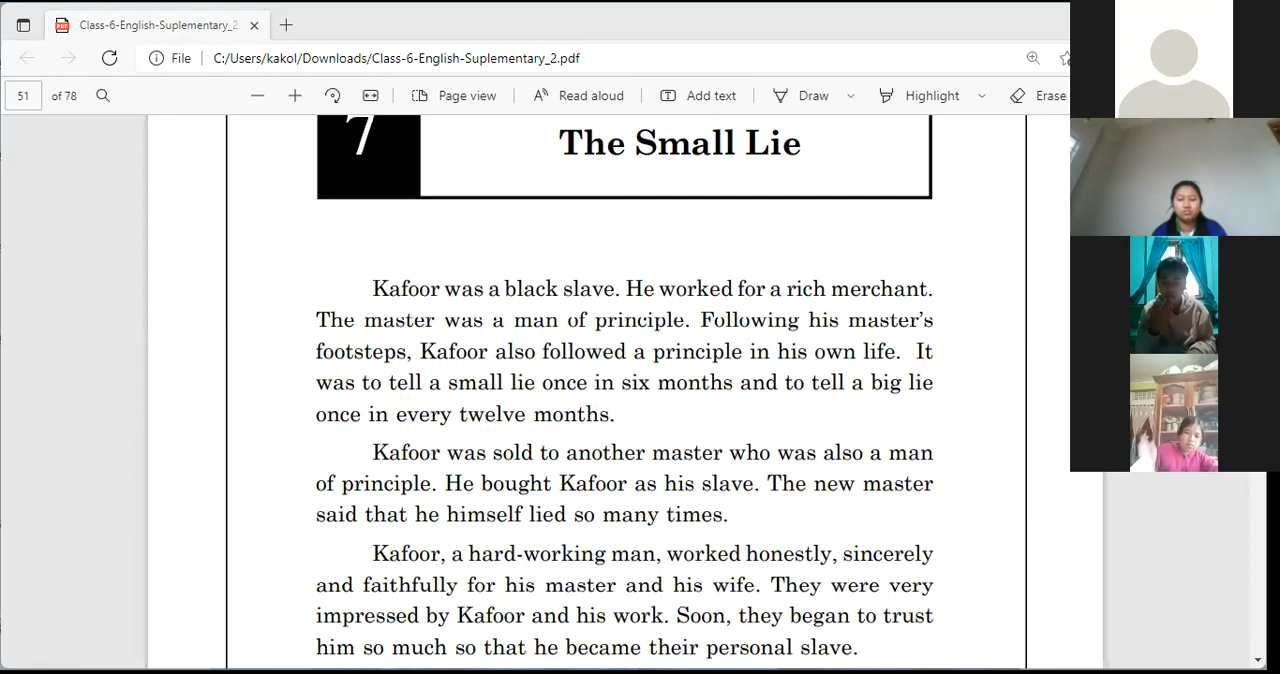 Class-6-English-Suplementary_2
File C:/Users/kakol/Downloads/Class-6-English-Suplementary_2.pdf
51 of 78 Page view Read aloud Add text Draw Highlight Erase
7
The Small Lie
Kafoor was a black slave. He worked for a rich merchant.
The master was a man of principle. Following his master's
footsteps, Kafoor also followed a principle in his own life. It
was to tell a small lie once in six months and to tell a big lie
once in every twelve months.
Kafoor was sold to another master who was also a man
of principle. He bought Kafoor as his slave. The new master
said that he himself lied so many times.
Kafoor, a hard-working man, worked honestly, sincerely
and faithfully for his master and his wife. They were very
impressed by Kafoor and his work. Soon, they began to trust
him so much so that he became their personal slave.